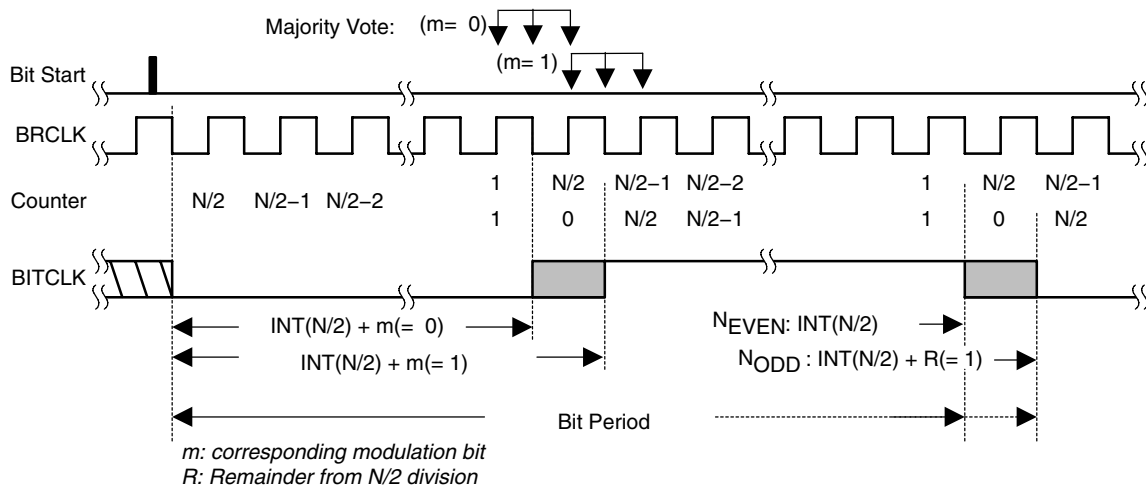 Majority Vote: (m= 0)
(m= 1)
Bit Start
BRCLK
Counter
N/2 N/2−1 N/2−2 1 N/2 N/2−1 N/2−2 1 N/2 N/2−1
1 0 N/2 N/2−1 1 0 N/2
BITCLK
INT(N/2) + m(= 0) NEVEN: INT(N/2)
INT(N/2) + m(= 1) NODD : INT(N/2) + R(= 1)
Bit Period
m: corresponding modulation bit
R: Remainder from N/2 division